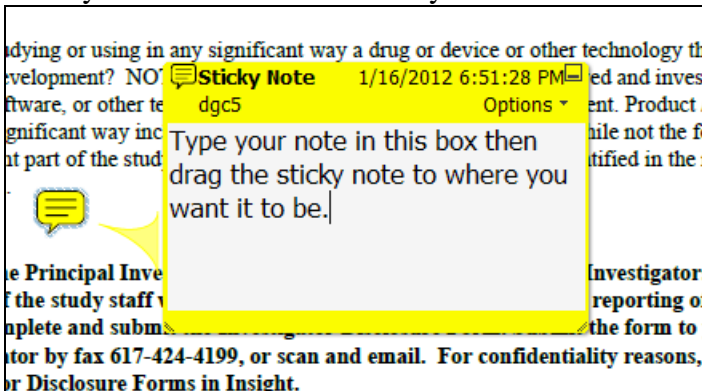 udying or using in any significant way a drug or device or other technology th
evelopment? NO Sticky Note 1/16/2012 6:51:28 PM ed and inves
ftware, or other te dgc5 Options ent. Product
gnificant way inc Type your note in this box then hile not the f
nt part of the stud drag the sticky note to where you tified in the
want it to be.
e Principal Inve Investigator
f the study staff reporting o
mplete and subm the form to
ator by fax 617-424-4199, or scan and email. For confidentiality reasons,
or Disclosure Forms in Insight.